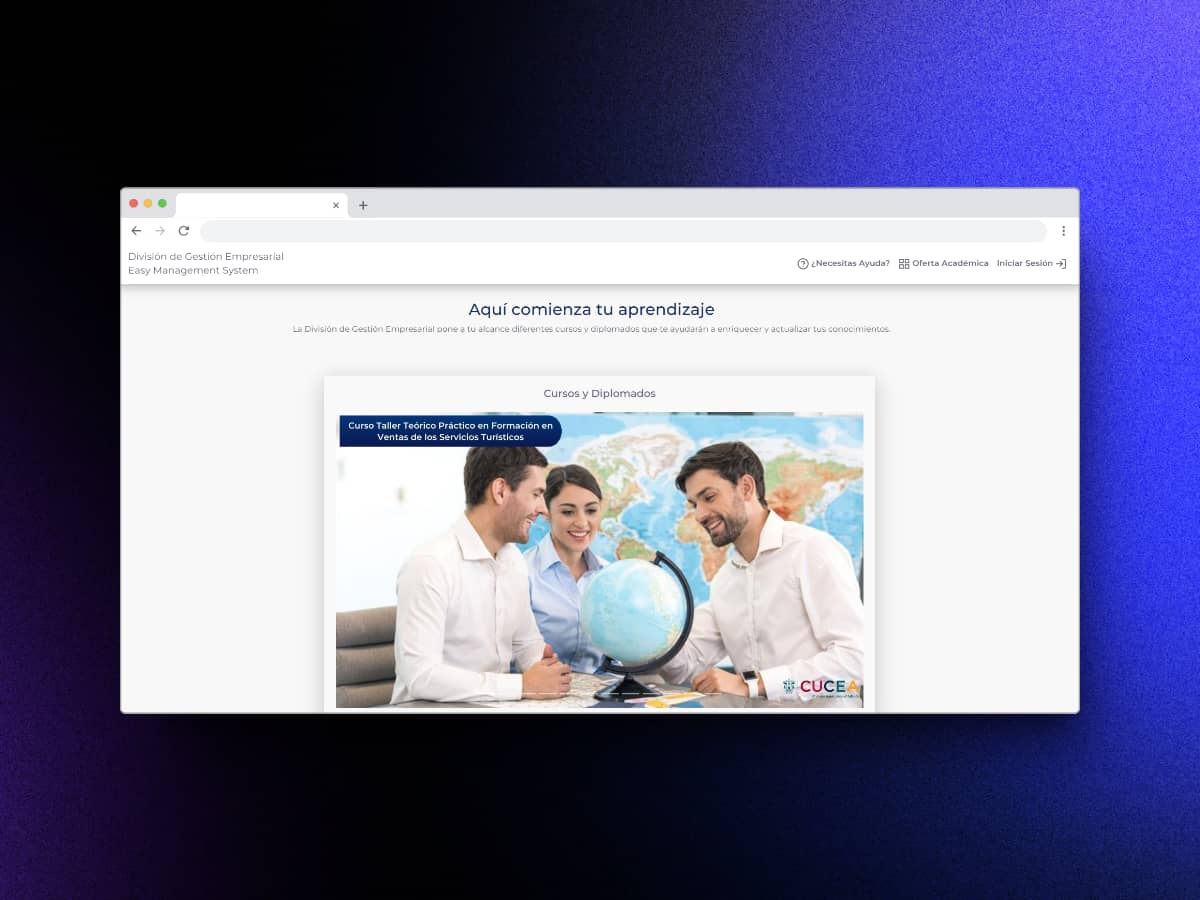 División de Gestión Empresarial
Easy Management System
¿Necesitas Ayuda?
Oferta Académica
Iniciar Sesión
Aquí comienza tu aprendizaje
La División de Gestión Empresarial pone a tu alcance diferentes cursos y diplomados que te ayudarán a enriquecer y actualizar tus conocimientos.
Cursos y Diplomados
Curso Taller Teórico Práctico en Formación en
Ventas de los Servicios Turísticos
CUCEA